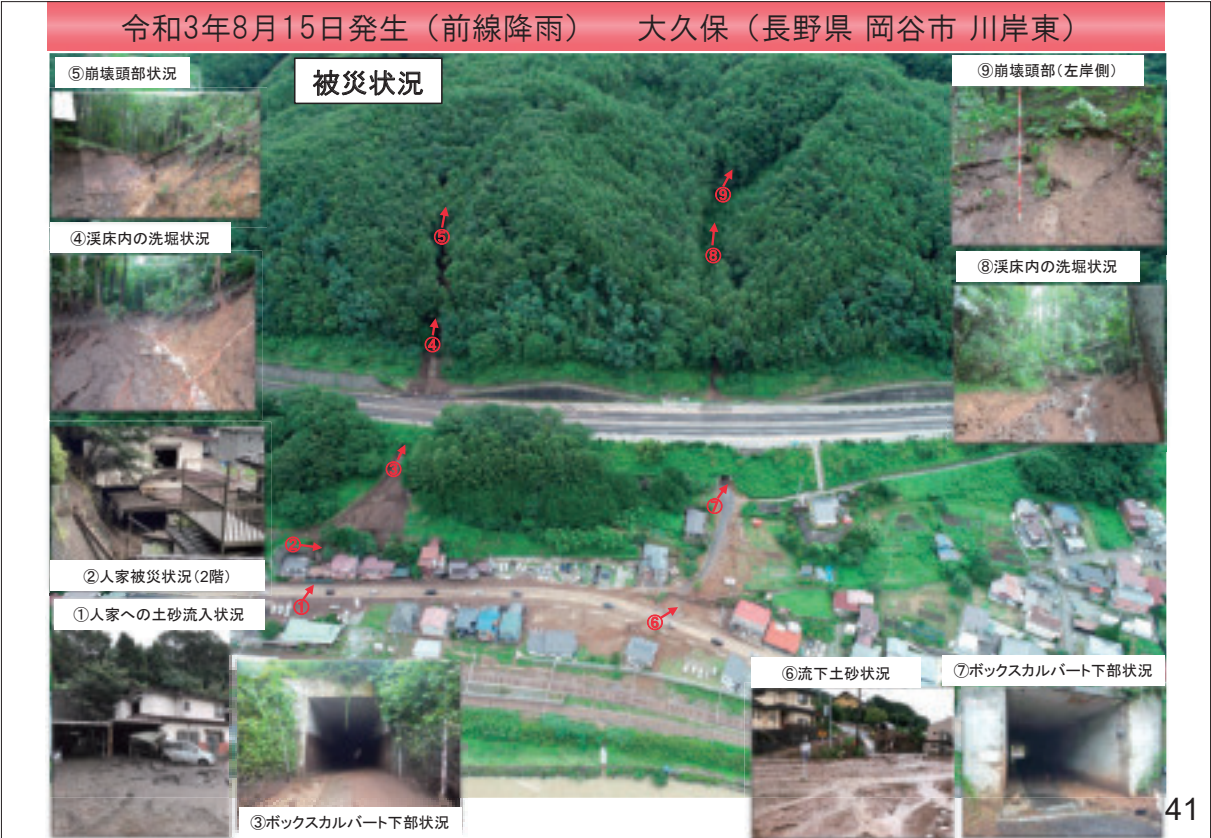 令和3年8月15日発生（前線降雨）　大久保（長野県 岡谷市 川岸東）
被災状況
⑤崩壊頭部状況
④渓床内の洗堀状況
②人家被災状況（2階）
①人家への土砂流入状況
③ボックスカルバート下部状況
⑨崩壊頭部（左岸側）
⑧渓床内の洗堀状況
⑥流下土砂状況
⑦ボックスカルバート下部状況
⑨
⑤
⑧
④
③
⑦
②
①
⑥
41